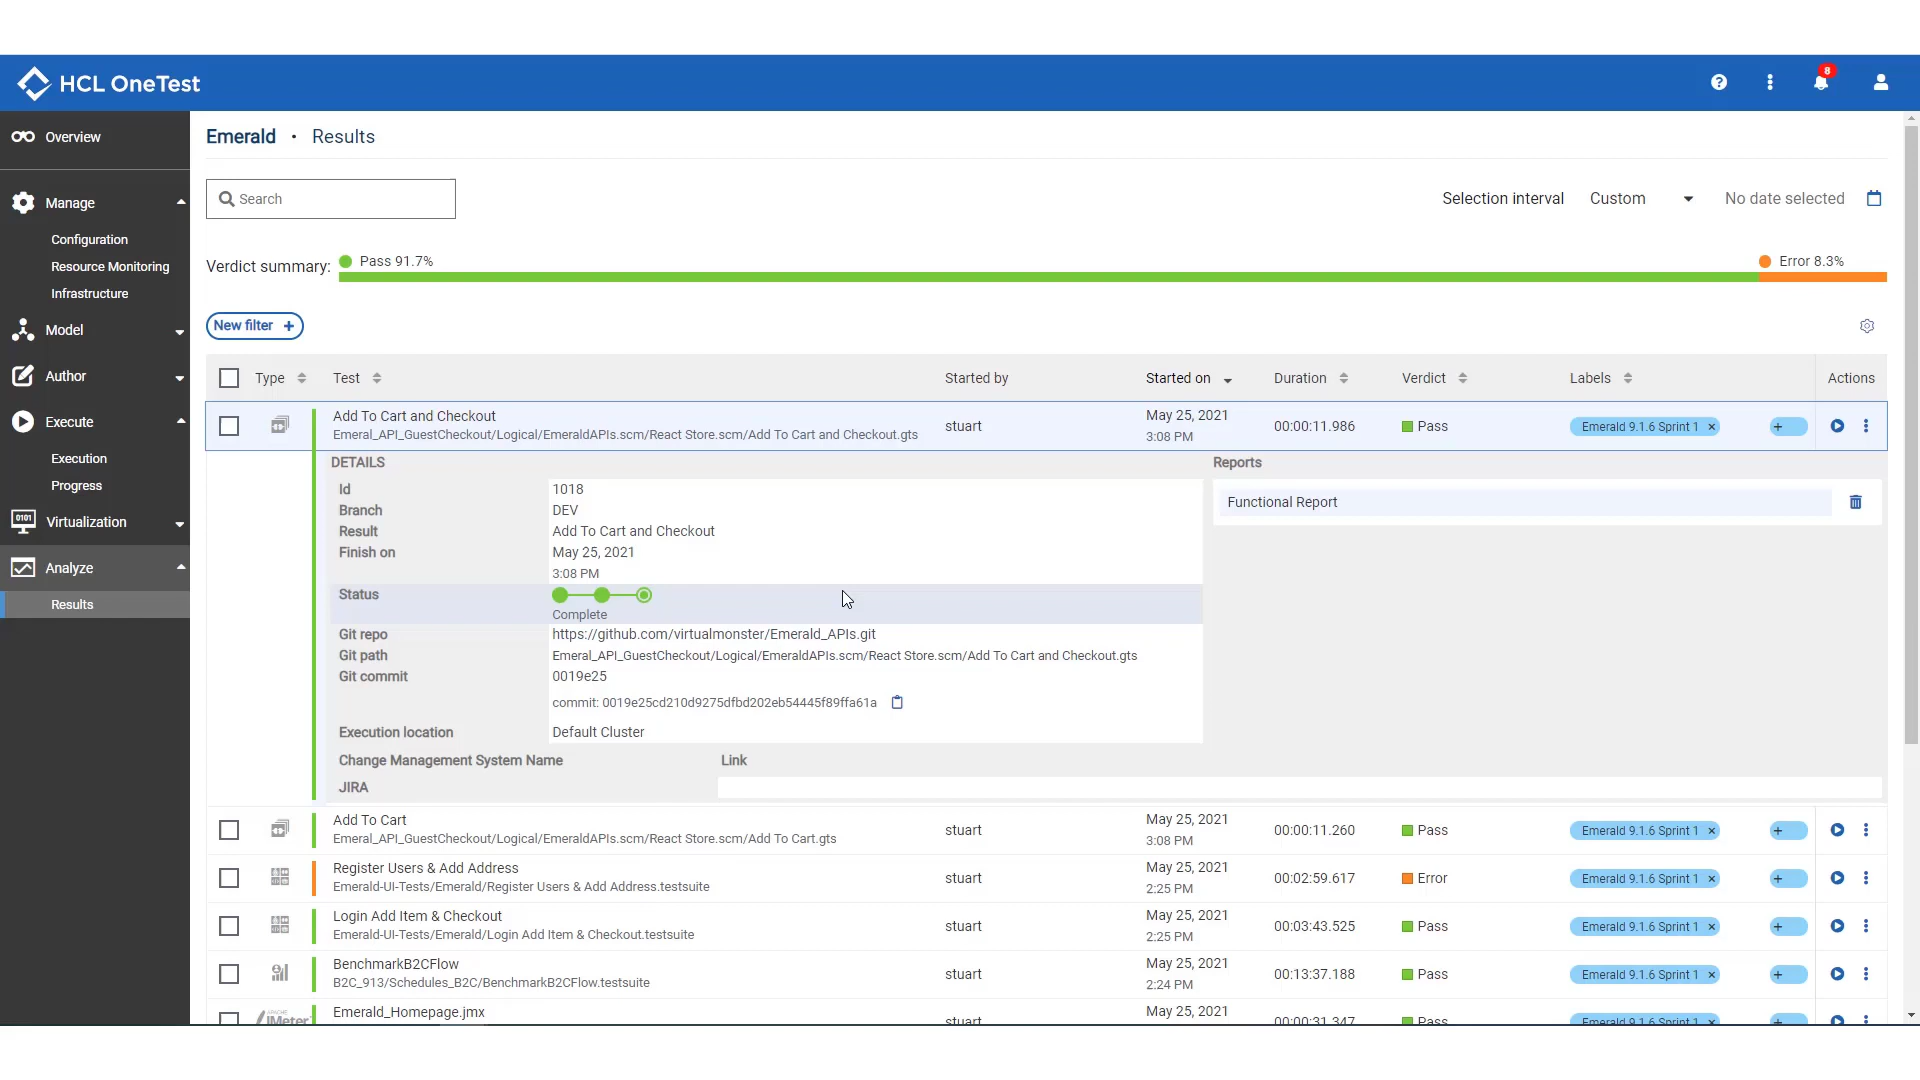 HCL OneTest
8
Overview
Manage
Configuration
Resource Monitoring
Infrastructure
Model
Author
Execute
Execution
Progress
Virtualization
Analyze
Results
Emerald • Results
Search
Selection interval Custom No date selected
Verdict summary: Pass 91.7% Error 8.3%
New filter +
Type Test Started by Started on Duration Verdict Labels Actions
Add To Cart and Checkout
Emeral_API_GuestCheckout/Logical/EmeraldAPIs.scm/React Store.scm/Add To Cart and Checkout.gts
stuart
May 25, 2021
3:08 PM
00:00:11.986
Pass
Emerald 9.1.6 Sprint 1 ×
+
DETAILS
Id 1018
Branch DEV
Result Add To Cart and Checkout
Finish on May 25, 2021
3:08 PM
Status
Complete
Git repo https://github.com/virtualmonster/Emerald_APIs.git
Git path Emeral_API_GuestCheckout/Logical/EmeraldAPIs.scm/React Store.scm/Add To Cart and Checkout.gts
Git commit 0019e25
commit: 0019e25cd210d9275dfbd202eb54445f89ffa61a
Execution location Default Cluster
Change Management System Name Link
JIRA
Reports
Functional Report
Add To Cart
Emeral_API_GuestCheckout/Logical/EmeraldAPIs.scm/React Store.scm/Add To Cart.gts
stuart
May 25, 2021
3:08 PM
00:00:11.260
Pass
Emerald 9.1.6 Sprint 1 ×
+
Register Users & Add Address
Emerald-UI-Tests/Emerald/Register Users & Add Address.testsuite
stuart
May 25, 2021
2:25 PM
00:02:59.617
Error
Emerald 9.1.6 Sprint 1 ×
+
Login Add Item & Checkout
Emerald-UI-Tests/Emerald/Login Add Item & Checkout.testsuite
stuart
May 25, 2021
2:25 PM
00:03:43.525
Pass
Emerald 9.1.6 Sprint 1 ×
+
BenchmarkB2CFlow
B2C_913/Schedules_B2C/BenchmarkB2CFlow.testsuite
stuart
May 25, 2021
2:24 PM
00:13:37.188
Pass
Emerald 9.1.6 Sprint 1 ×
+
APACHE
JMeter
Emerald_Homepage.jmx
stuart
May 25, 2021
00:00:31.347
Pass
Emerald 9.1.6 Sprint 1 ×
+